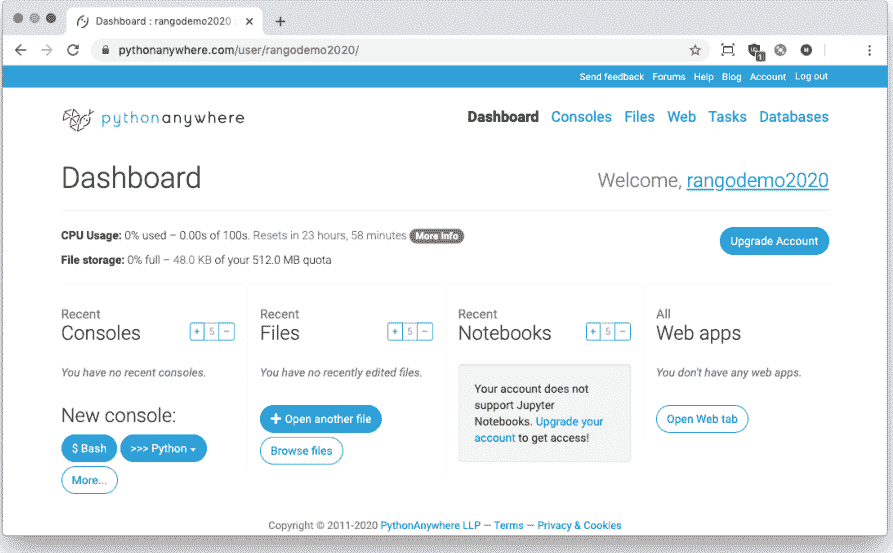 Dashboard : rangodemo2020 :
pythonanywhere.com/user/rangodemo2020/
1
Send feedback Forums Help Blog Account Log out
pythonanywhere
Dashboard Consoles Files Web Tasks Databases
Dashboard
Welcome, rangodemo2020
CPU Usage: 0% used – 0.00s of 100s. Resets in 23 hours, 58 minutes More Info
Upgrade Account
File storage: 0% full – 48.0 KB of your 512.0 MB quota
Recent
Consoles
+ 5 −
You have no recent consoles.
New console:
$ Bash
>>> Python
More...
Recent
Files
+ 5 −
You have no recently edited files.
+ Open another file
Browse files
Recent
Notebooks
+ 5 −
Your account does not
support Jupyter
Notebooks. Upgrade your
account to get access!
All
Web apps
You don't have any web apps.
Open Web tab
Copyright © 2011-2020 PythonAnywhere LLP — Terms — Privacy & Cookies